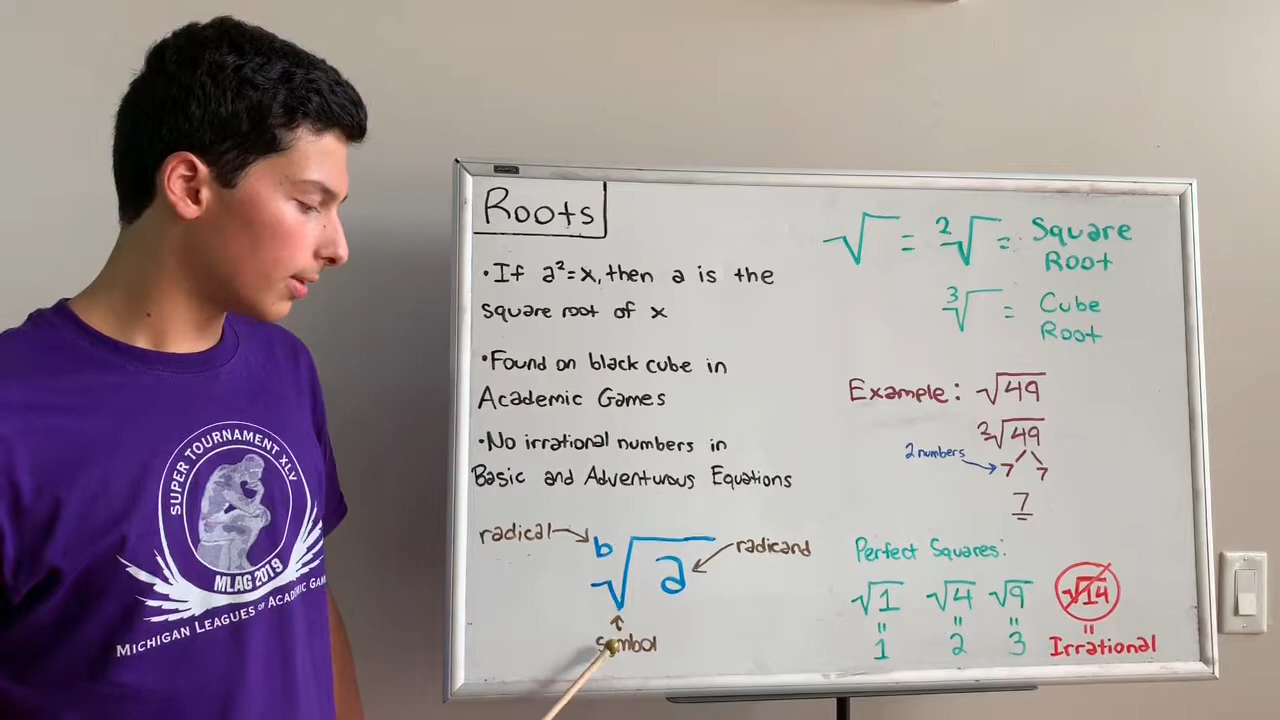 Roots
•If a²=x, then a is the
square root of x
•Found on black cube in
Academic Games
•No irrational numbers in
Basic and Adventurous Equations
radical
b√a
radicand
symbol
√ = ²√ = Square
Root
³√ = Cube
Root
Example: √49
²√49
2 numbers
7 7
7
Perfect Squares:
√1 √4 √9 √14
= = = =
1 2 3 Irrational
SUPER TOURNAMENT XLV
MLAG 2019
MICHIGAN LEAGUES OF ACADEMIC GAM